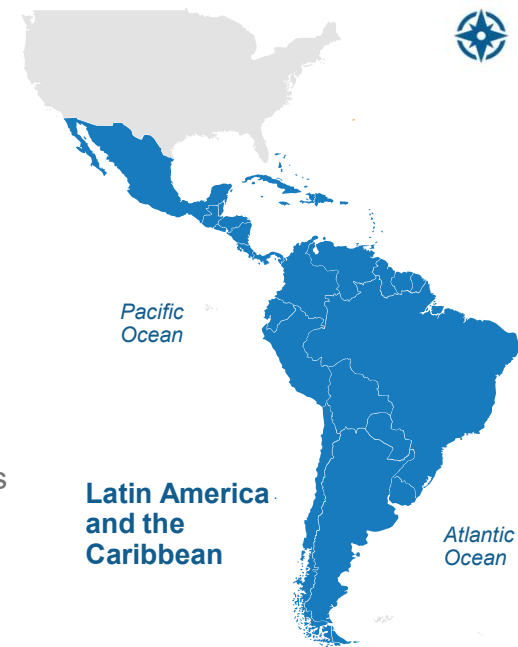 Pacific
Ocean
s
Latin America
and the
Caribbean
Atlantic
Ocean